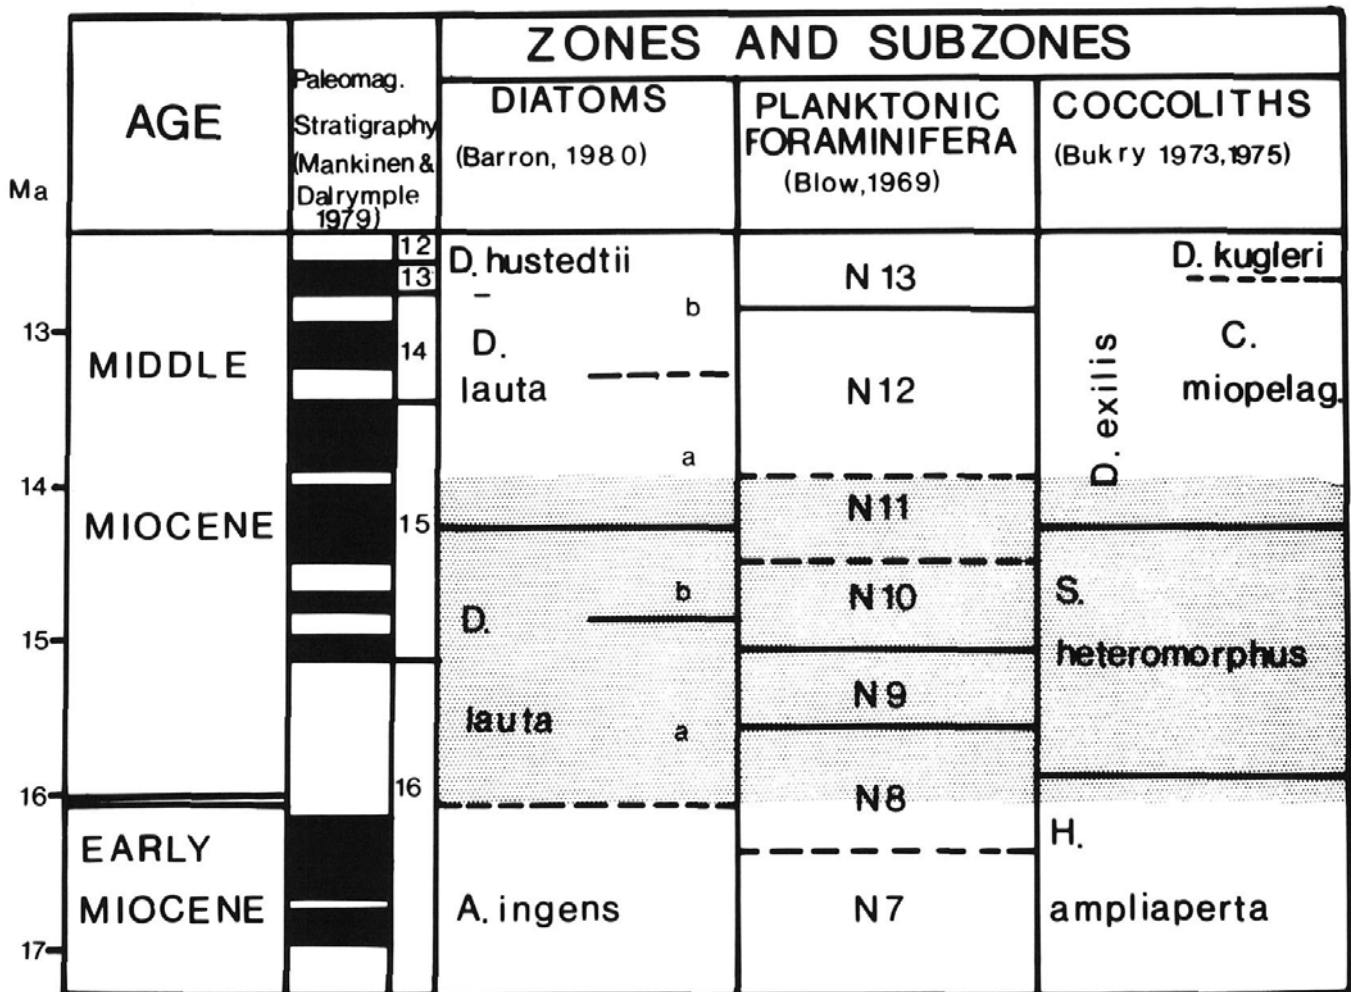 ZONES AND SUBZONES
AGE
Paleomag.
Stratigraphy
(Mankinen &
Dalrymple
1979)
DIATOMS
(Barron, 1980)
PLANKTONIC
FORAMINIFERA
(Blow, 1969)
COCCOLITHS
(Bukry 1973, 1975)
Ma
13
14
15
16
17
MIDDLE
MIOCENE
EARLY
MIOCENE
12
13
14
15
16
D. hustedtii
–
b
D.
lauta
a
D.
b
lauta
a
A. ingens
N 13
N 12
N 11
N 10
N 9
N 8
N 7
D. kugleri
D. exilis
C.
miopelag.
S.
heteromorphus
H.
ampliaperta